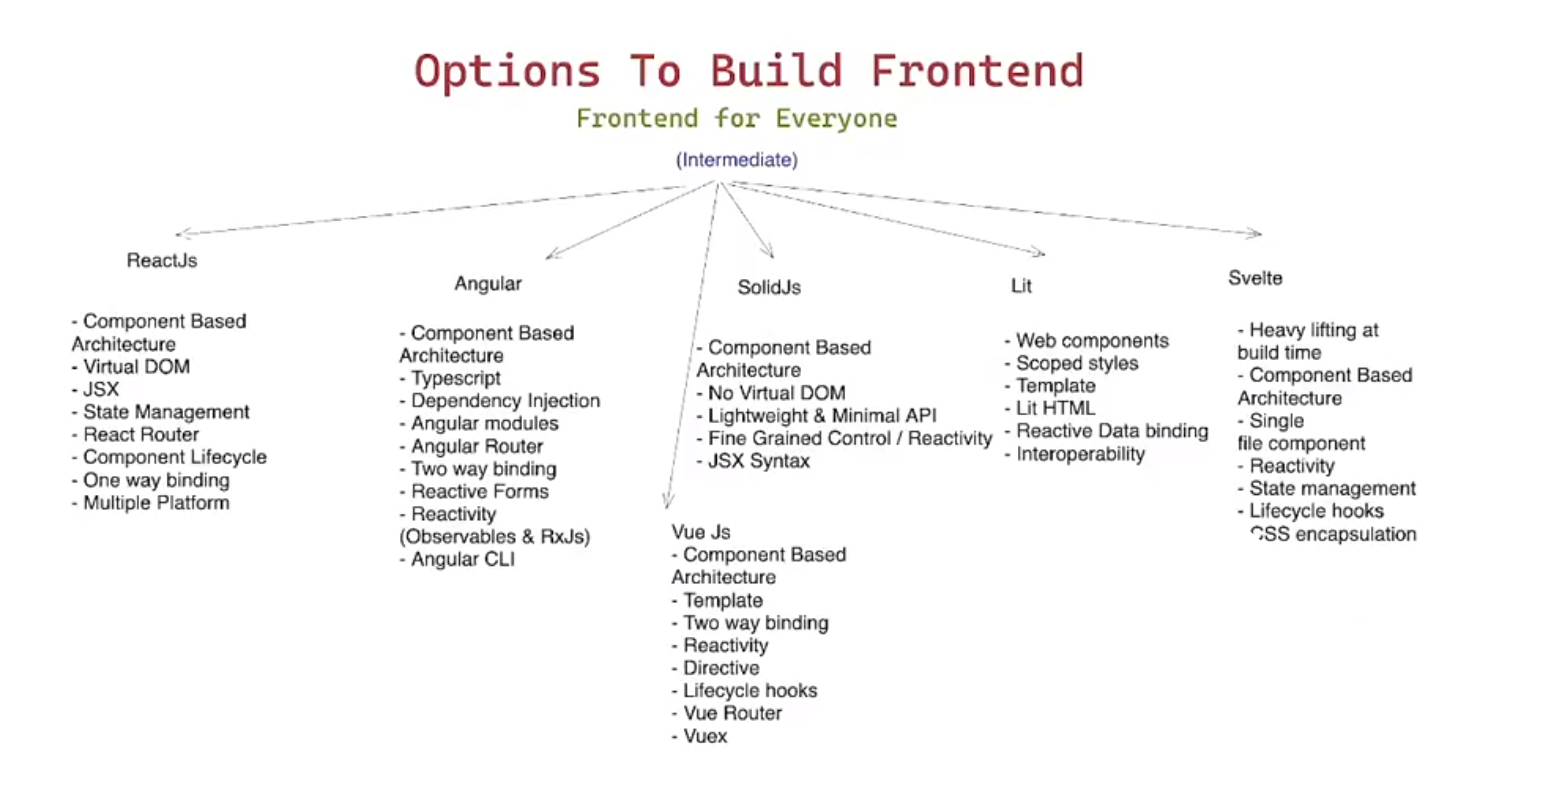 Options To Build Frontend
Frontend for Everyone
(Intermediate)
ReactJs
- Component Based
Architecture
- Virtual DOM
- JSX
- State Management
- React Router
- Component Lifecycle
- One way binding
- Multiple Platform
Angular
- Component Based
Architecture
- Typescript
- Dependency Injection
- Angular modules
- Angular Router
- Two way binding
- Reactive Forms
- Reactivity
(Observables & RxJs)
- Angular CLI
SolidJs
- Component Based
Architecture
- No Virtual DOM
- Lightweight & Minimal API
- Fine Grained Control / Reactivity
- JSX Syntax
Vue Js
- Component Based
Architecture
- Template
- Two way binding
- Reactivity
- Directive
- Lifecycle hooks
- Vue Router
- Vuex
Lit
- Web components
- Scoped styles
- Template
- Lit HTML
- Reactive Data binding
- Interoperability
Svelte
- Heavy lifting at
build time
- Component Based
Architecture
- Single
file component
- Reactivity
- State management
- Lifecycle hooks
CSS encapsulation